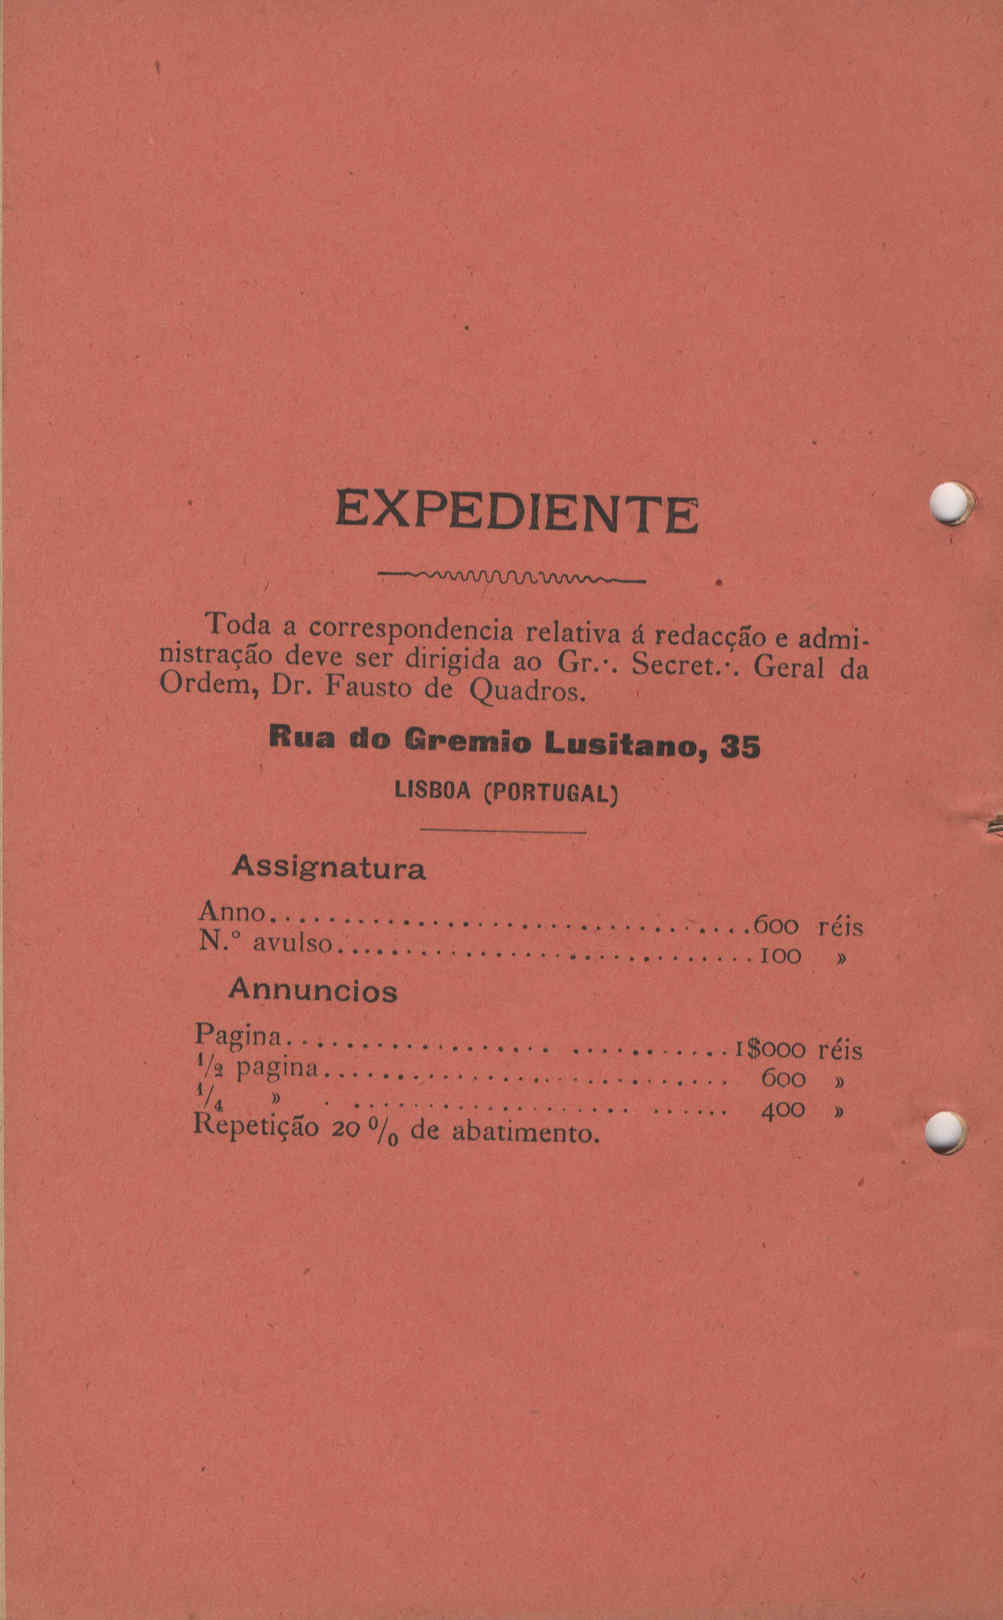 EXPEDIENTE
Toda a correspondencia relativa á redacção e admi-
nistração deve ser dirigida ao Gr.·. Secret.·. Geral da
Ordem, Dr. Fausto de Quadros.
Rua do Gremio Lusitano, 35
LISBOA (PORTUGAL)
Assignatura
Anno................................600 réis
N.º avulso.............................100 »
Annuncios
Pagina.............................1$000 réis
1/2 pagina............................ 600 »
1/4 » .......................... 400 »
Repetição 20 % de abatimento.